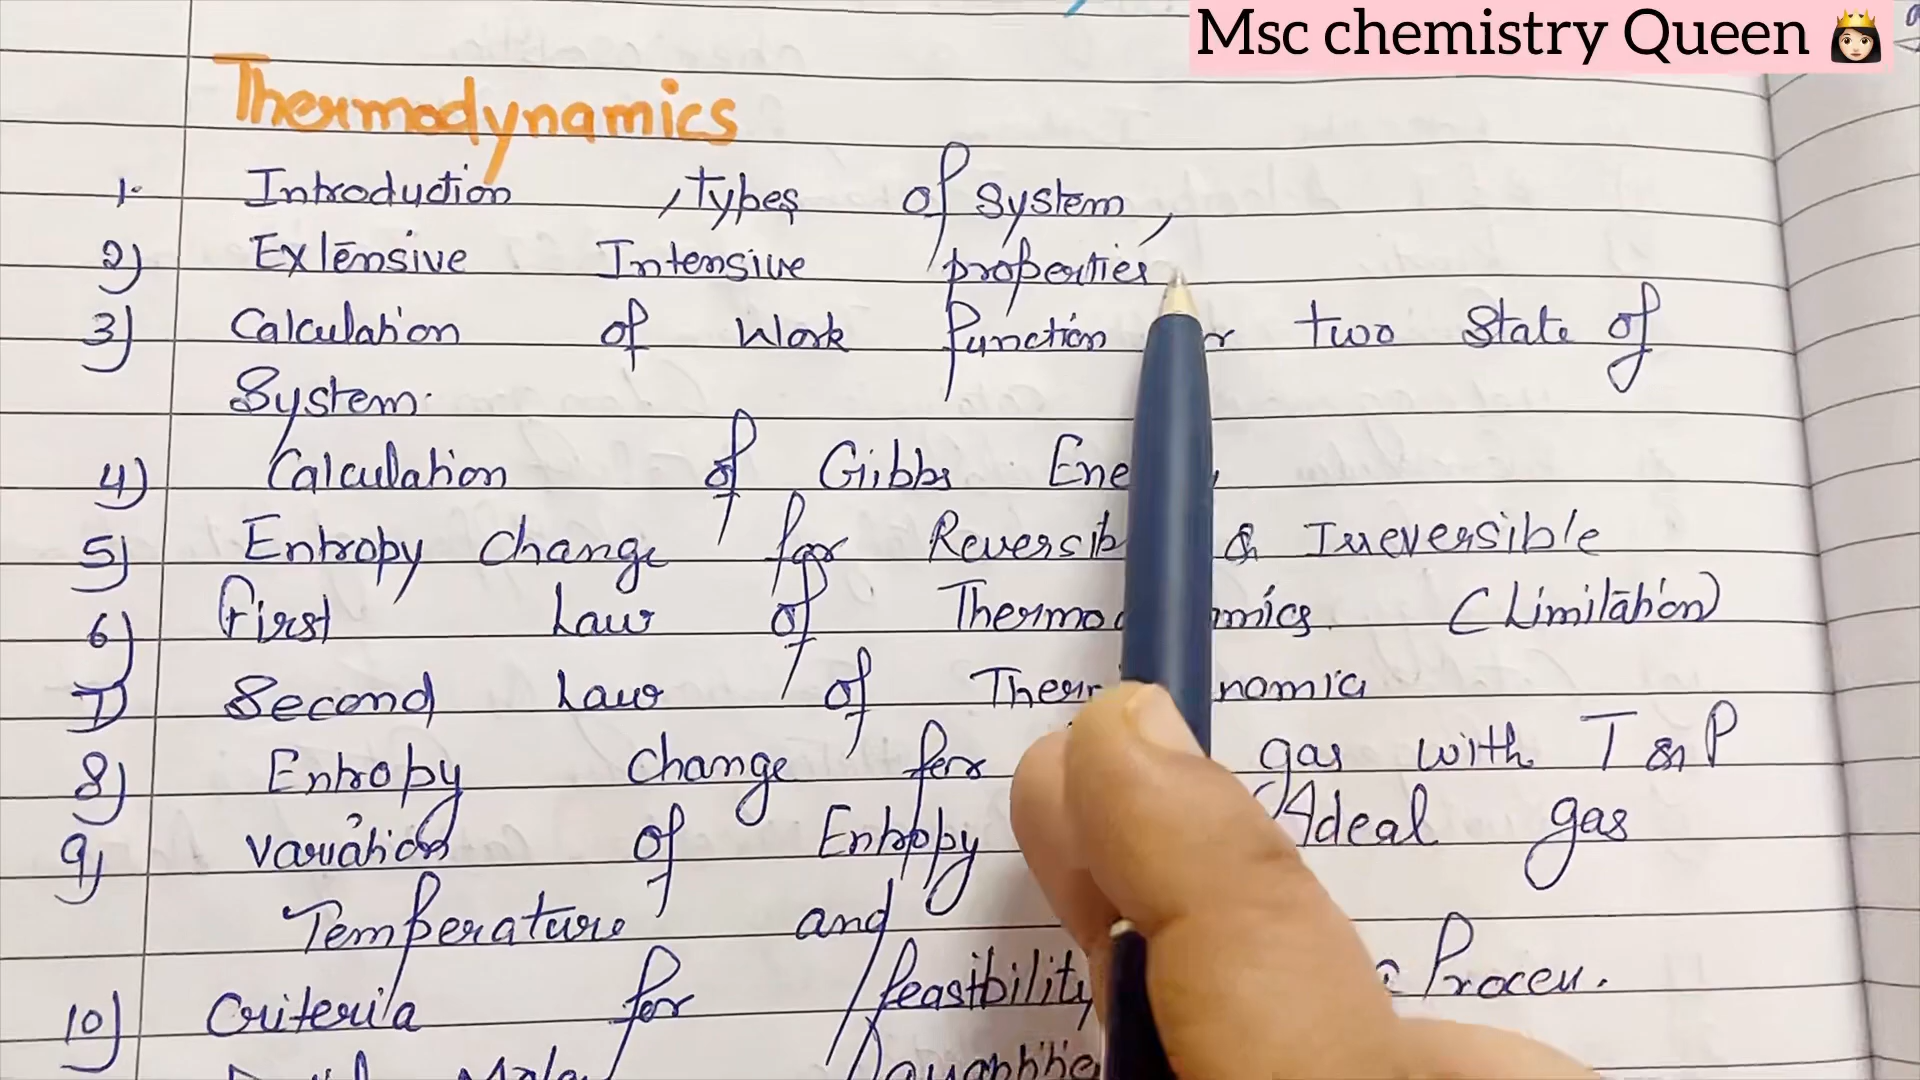 Msc chemistry Queen 👸
Thermodynamics
1. Introduction , types of system ,
2) Extensive Intensive properties
3) Calculation of Work function two State of
System.
4) Calculation of Gibbs
5) Entropy change for & Irreversible
6) First Law of (Limitation)
7) Second Law of
8) Entropy change for gas with T & P
9) variation of Entropy Ideal gas
Temperature and
10) Criteria for feasibility Process.